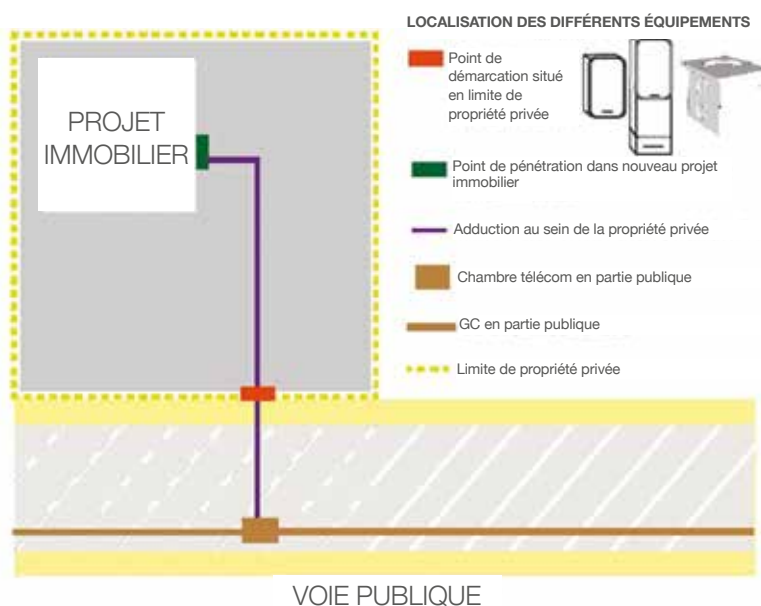 LOCALISATION DES DIFFÉRENTS ÉQUIPEMENTS
Point de
démarcation situé
en limite de
propriété privée
PROJET
IMMOBILIER
Point de pénétration dans nouveau projet
immobilier
Adduction au sein de la propriété privée
Chambre télécom en partie publique
GC en partie publique
Limite de propriété privée
VOIE PUBLIQUE